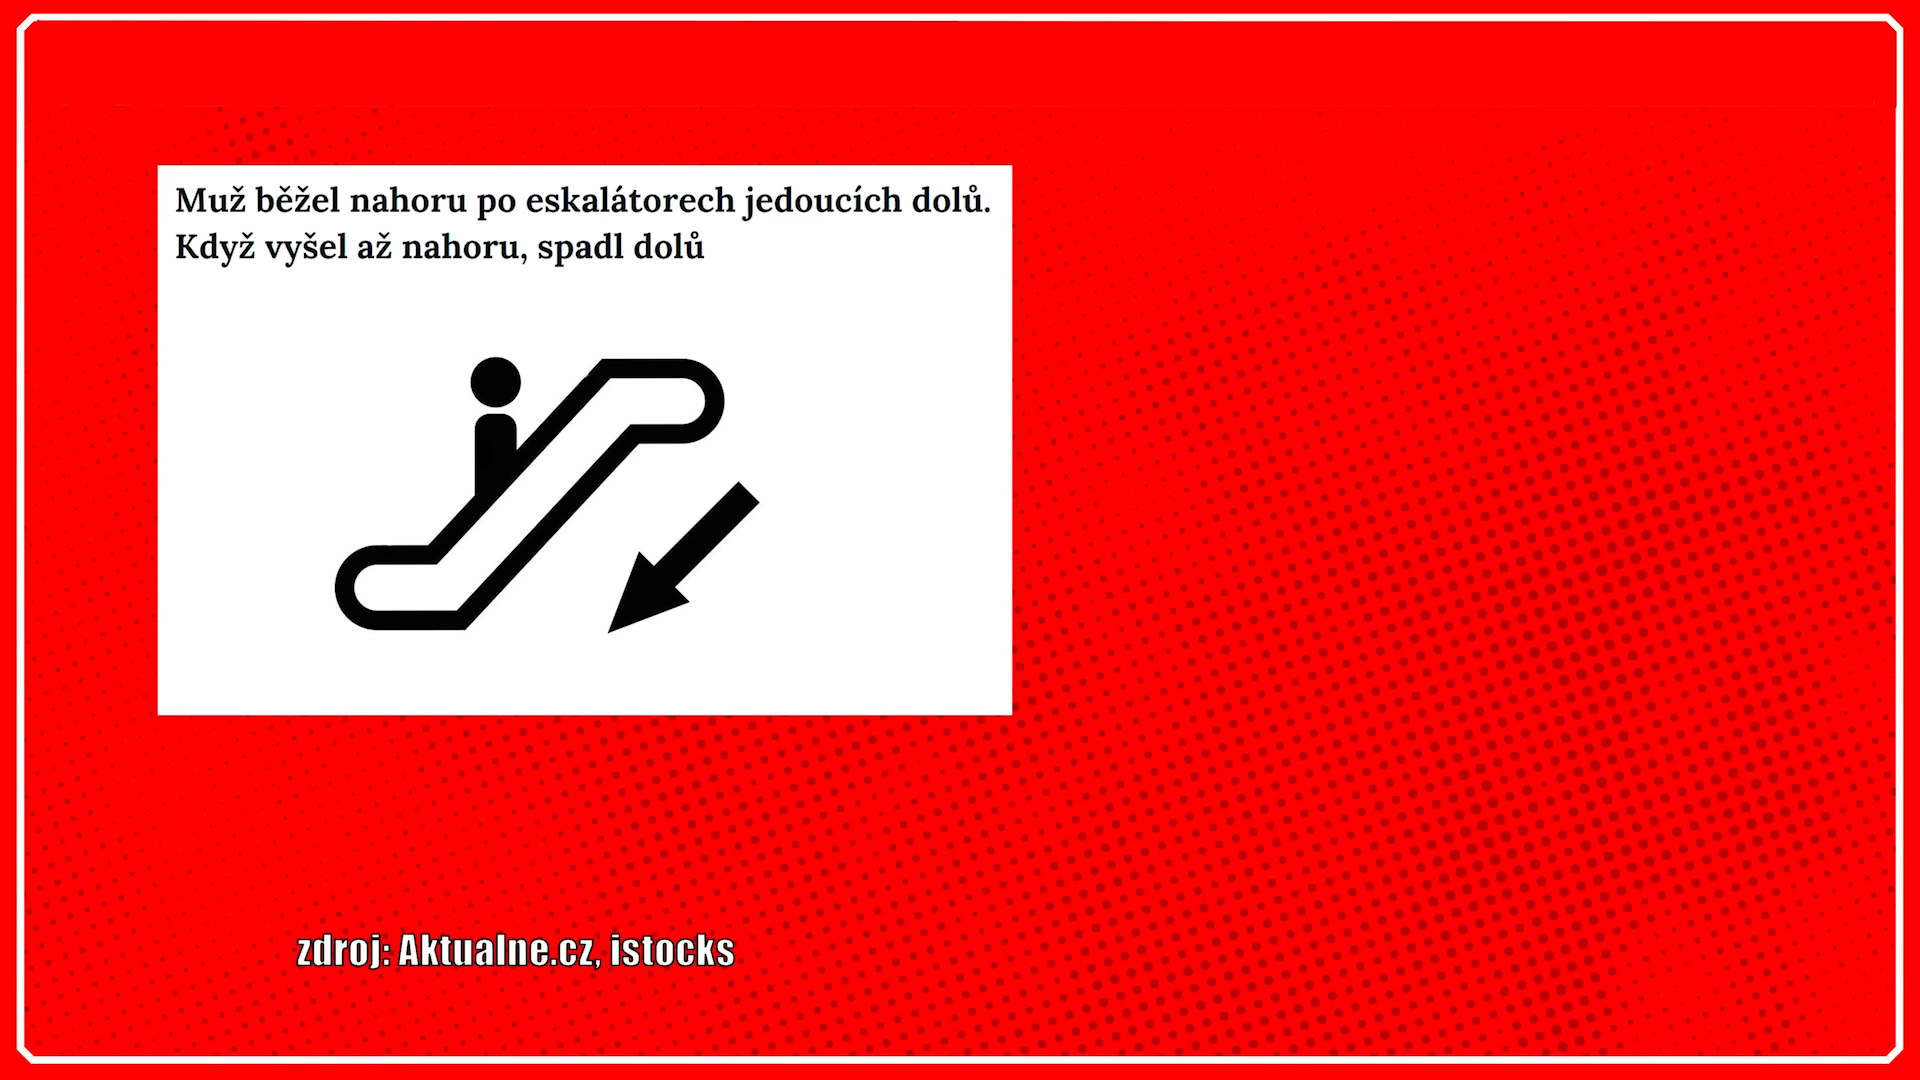 Muž běžel nahoru po eskalátorech jedoucích dolů.
Když vyšel až nahoru, spadl dolů
zdroj: Aktualne.cz, istocks